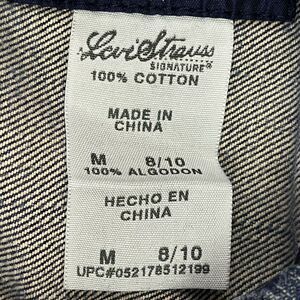 Levi Strauss
SIGNATURE®
100% COTTON
MADE IN
CHINA
M 8/10
100% ALGODON
HECHO EN
CHINA
M 8/10
UPC#052178512199